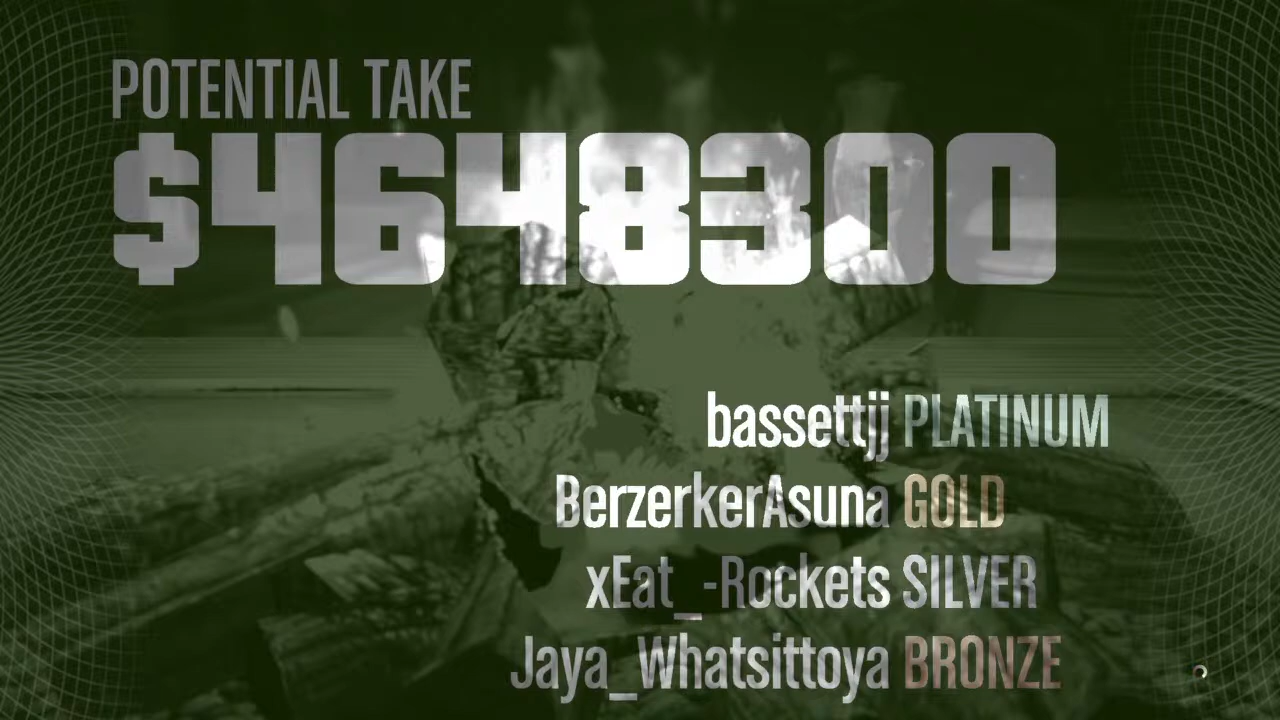 POTENTIAL TAKE
$4648300
bassettjj PLATINUM
BerzerkerAsuna GOLD
xEat_-Rockets SILVER
Jaya_Whatsittoya BRONZE